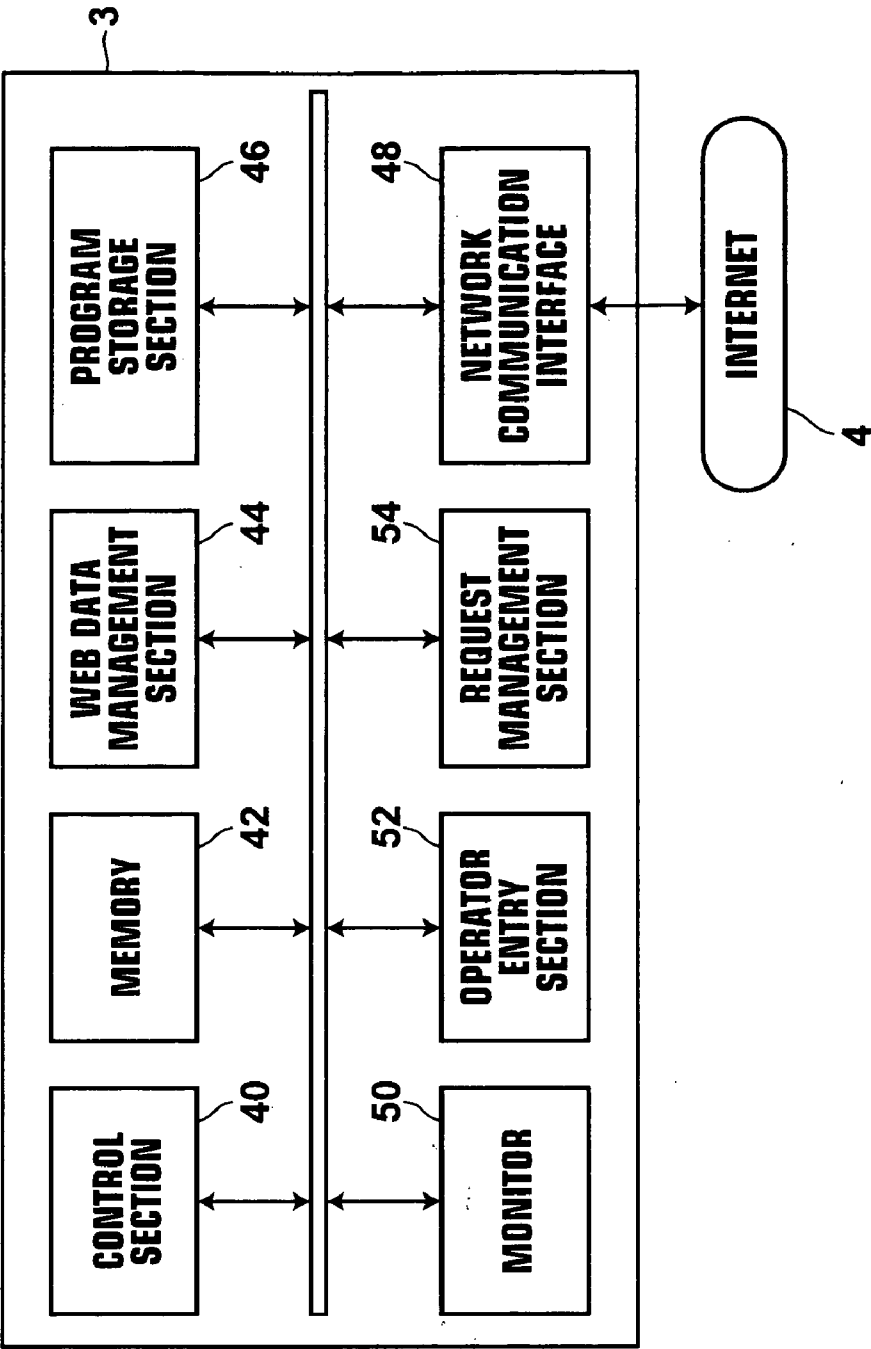 3
CONTROL
SECTION
40
MEMORY
42
WEB DATA
MANAGEMENT
SECTION
44
PROGRAM
STORAGE
SECTION
46
MONITOR
50
OPERATOR
ENTRY
SECTION
52
REQUEST
MANAGEMENT
SECTION
54
NETWORK
COMMUNICATION
INTERFACE
48
INTERNET
4